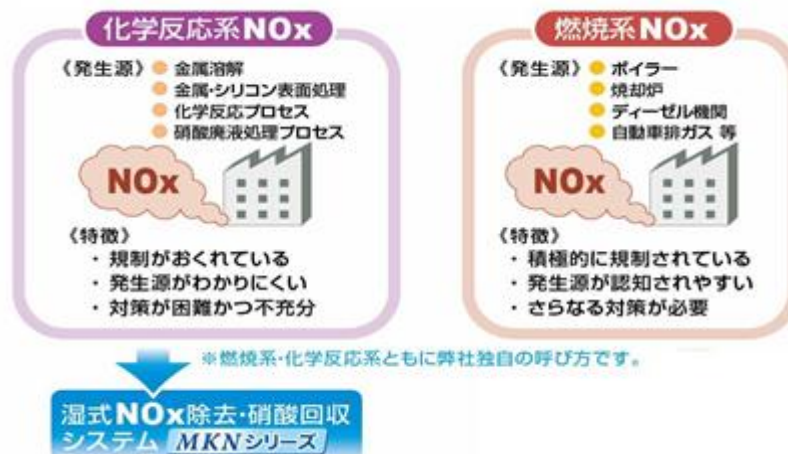 化学反応系NOx
《発生源》 ● 金属溶解
● 金属・シリコン表面処理
● 化学反応プロセス
● 硝酸廃液処理プロセス
NOx
《特徴》
・規制がおくれている
・発生源がわかりにくい
・対策が困難かつ不充分
燃焼系NOx
《発生源》 ● ボイラー
● 焼却炉
● ディーゼル機関
● 自動車排ガス 等
NOx
《特徴》
・積極的に規制されている
・発生源が認知されやすい
・さらなる対策が必要
※燃焼系・化学反応系ともに弊社独自の呼び方です。
湿式NOx除去・硝酸回収
システム MKNシリーズ